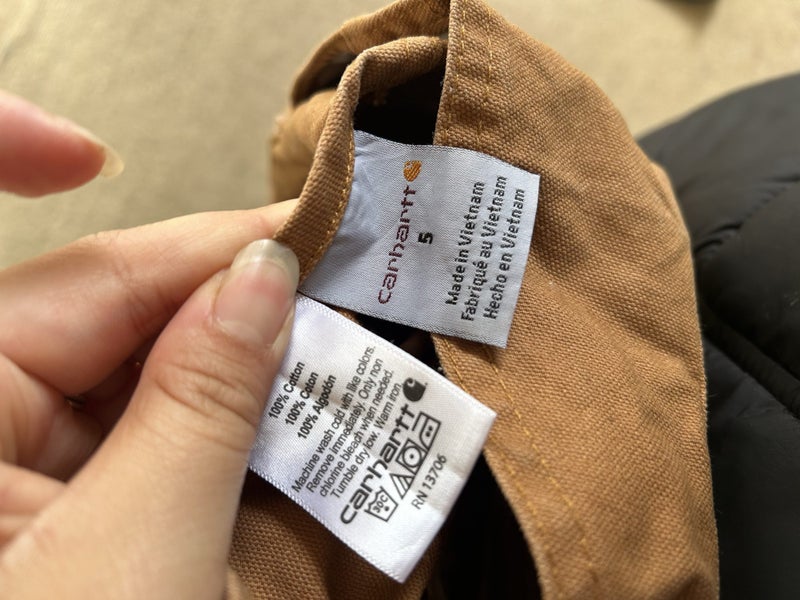 carhartt
5
Made in Vietnam
Fabriqué au Vietnam
Hecho en Vietnam
100% Cotton
100% Coton
100% Algodón
Machine wash cold with like colors.
Remove immediately. Only non
chlorine bleach when needed.
Tumble dry low. Warm iron.
carhartt
30C
RN 13706